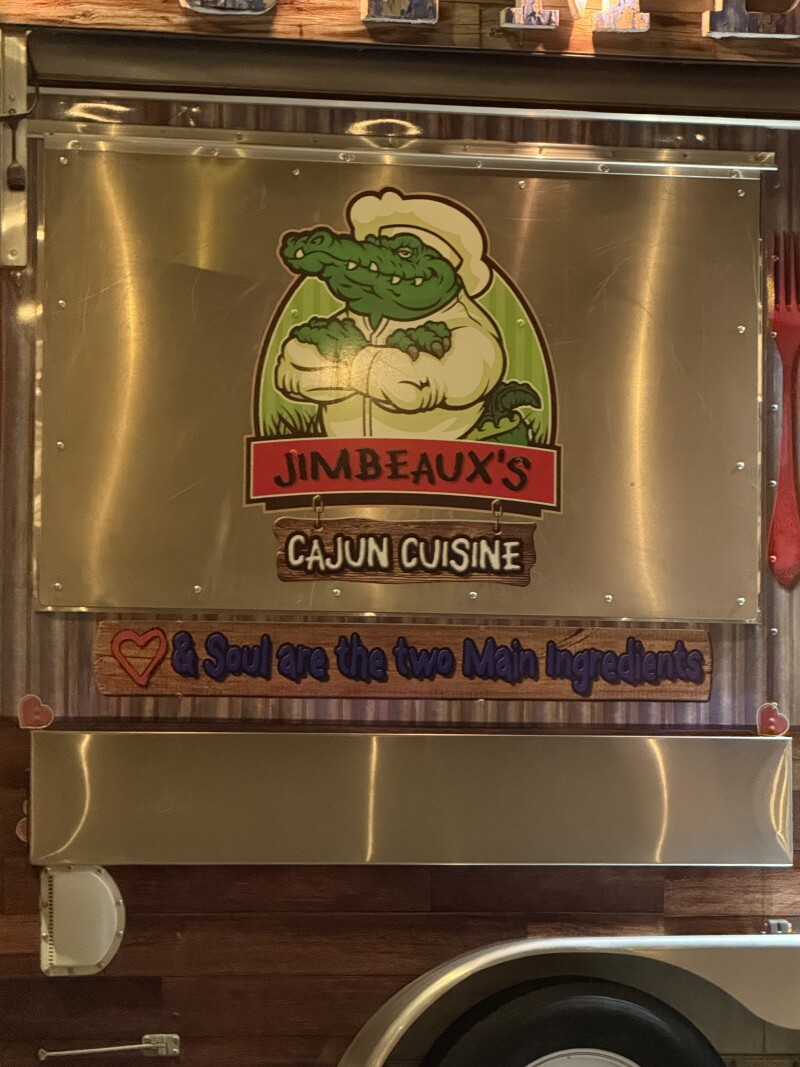 JIMBEAUX'S
CAJUN CUISINE
& Soul are the two Main Ingredients